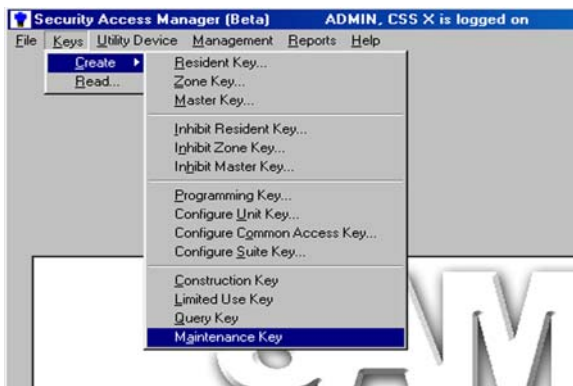 Security Access Manager (Beta) ADMIN, CSS X is logged on
File Keys Utility Device Management Reports Help
Create
Read...
Resident Key...
Zone Key...
Master Key...
Inhibit Resident Key...
Inhibit Zone Key...
Inhibit Master Key...
Programming Key...
Configure Unit Key...
Configure Common Access Key...
Configure Suite Key...
Construction Key
Limited Use Key
Query Key
Maintenance Key